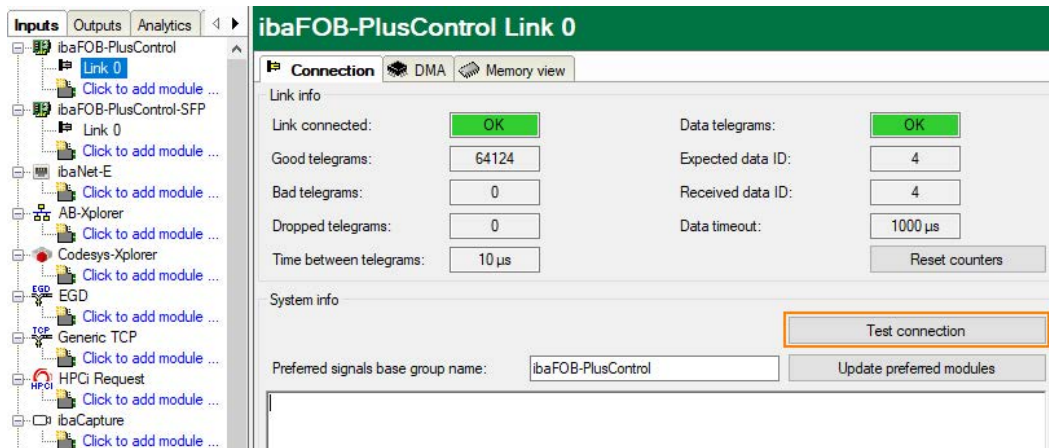 Inputs Outputs Analytics
ibaFOB-PlusControl
Link 0
Click to add module ...
ibaFOB-PlusControl-SFP
Link 0
Click to add module ...
ibaNet-E
Click to add module ...
AB-Xplorer
Click to add module ...
Codesys-Xplorer
Click to add module ...
EGD EGD
Click to add module ...
TCP Generic TCP
Click to add module ...
HPCi HPCi Request
Click to add module ...
ibaCapture
Click to add module ...
ibaFOB-PlusControl Link 0
Connection DMA Memory view
Link info
Link connected: OK Data telegrams: OK
Good telegrams: 64124 Expected data ID: 4
Bad telegrams: 0 Received data ID: 4
Dropped telegrams: 0 Data timeout: 1000 µs
Time between telegrams: 10 µs Reset counters
System info
Test connection
Preferred signals base group name: ibaFOB-PlusControl Update preferred modules